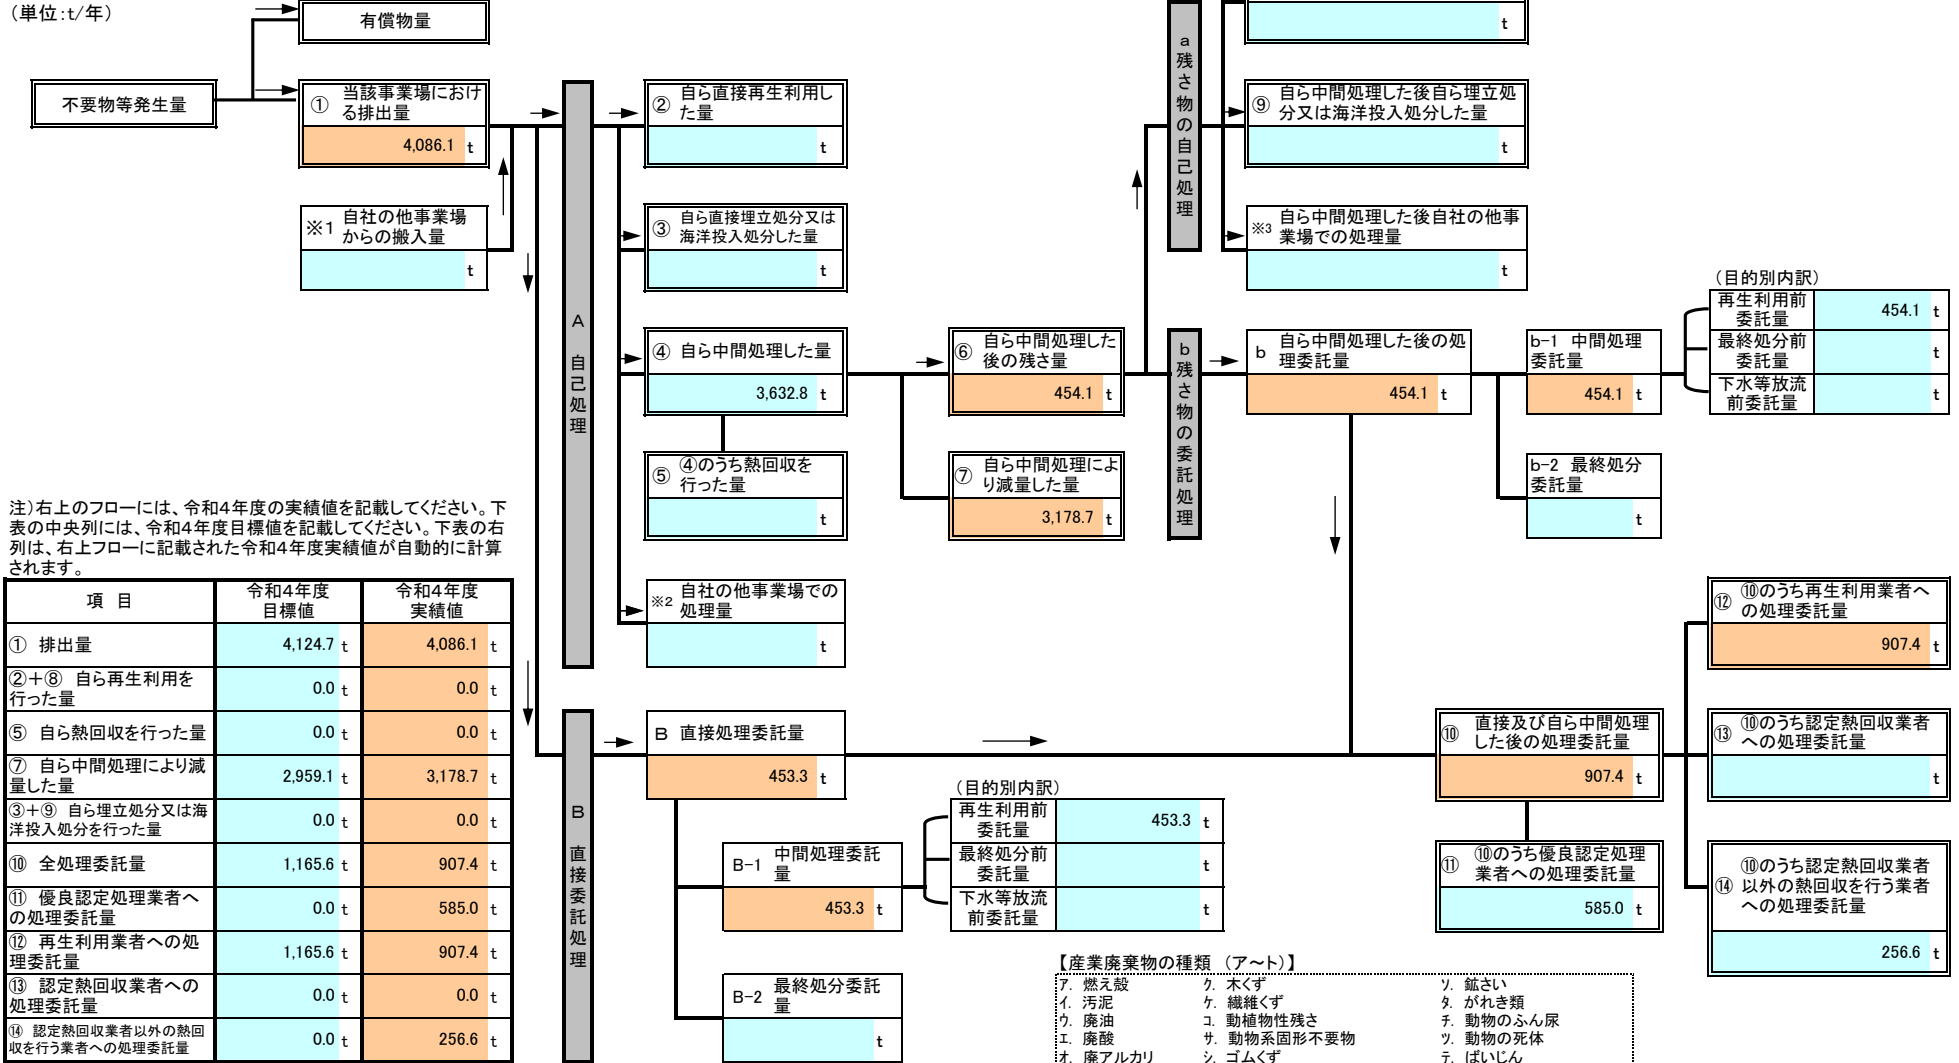 （単位：t/年）
有償物量
不要物等発生量
① 当該事業場におけ
る排出量
4,086.1 t
※1 自社の他事業場
からの搬入量
t
A 自己処理
② 自ら直接再生利用し
た量
t
③ 自ら直接埋立処分又は
海洋投入処分した量
t
④ 自ら中間処理した量
3,632.8 t
⑤ ④のうち熱回収を
行った量
t
※2 自社の他事業場での
処理量
t
⑥ 自ら中間処理した
後の残さ量
454.1 t
⑦ 自ら中間処理によ
り減量した量
3,178.7 t
a 残さ物の自己処理
t
⑨ 自ら中間処理した後自ら埋立処
分又は海洋投入処分した量
t
※3 自ら中間処理した後自社の他事
業場での処理量
t
b 残さ物の委託処理
b 自ら中間処理した後の処
理委託量
454.1 t
b-1 中間処理
委託量
454.1 t
b-2 最終処分
委託量
t
（目的別内訳）
再生利用前
委託量
454.1 t
最終処分前
委託量
t
下水等放流
前委託量
t
注）右上のフローには、令和4年度の実績値を記載してください。下
表の中央列には、令和4年度目標値を記載してください。下表の右
列は、右上フローに記載された令和4年度実績値が自動的に計算
されます。
項 目 令和4年度 目標値 令和4年度 実績値
① 排出量 4,124.7 t 4,086.1 t
②＋⑧ 自ら再生利用を
行った量 0.0 t 0.0 t
⑤ 自ら熱回収を行った量 0.0 t 0.0 t
⑦ 自ら中間処理により減
量した量 2,959.1 t 3,178.7 t
③＋⑨ 自ら埋立処分又は海
洋投入処分を行った量 0.0 t 0.0 t
⑩ 全処理委託量 1,165.6 t 907.4 t
⑪ 優良認定処理業者へ
の処理委託量 0.0 t 585.0 t
⑫ 再生利用業者への処
理委託量 1,165.6 t 907.4 t
⑬ 認定熱回収業者への
処理委託量 0.0 t 0.0 t
⑭ 認定熱回収業者以外の熱回
収を行う業者への処理委託量 0.0 t 256.6 t
B 直接委託処理
B 直接処理委託量
453.3 t
B-1 中間処理委託
量
453.3 t
B-2 最終処分委託
量
t
（目的別内訳）
再生利用前
委託量
453.3 t
最終処分前
委託量
t
下水等放流
前委託量
t
⑩ 直接及び自ら中間処理
した後の処理委託量
907.4 t
⑪ ⑩のうち優良認定処理
業者への処理委託量
585.0 t
⑫ ⑩のうち再生利用業者へ
の処理委託量
907.4 t
⑬ ⑩のうち認定熱回収業者
への処理委託量
t
⑭ ⑩のうち認定熱回収業者
以外の熱回収を行う業者
への処理委託量
256.6 t
【産業廃棄物の種類 （ア～ト）】
ア. 燃え殻 ク. 木くず ソ. 鉱さい
イ. 汚泥 ケ. 繊維くず タ. がれき類
ウ. 廃油 コ. 動植物性残さ チ. 動物のふん尿
エ. 廃酸 サ. 動物系固形不要物 ツ. 動物の死体
オ. 廃アルカリ シ. ゴムくず テ. ばいじん